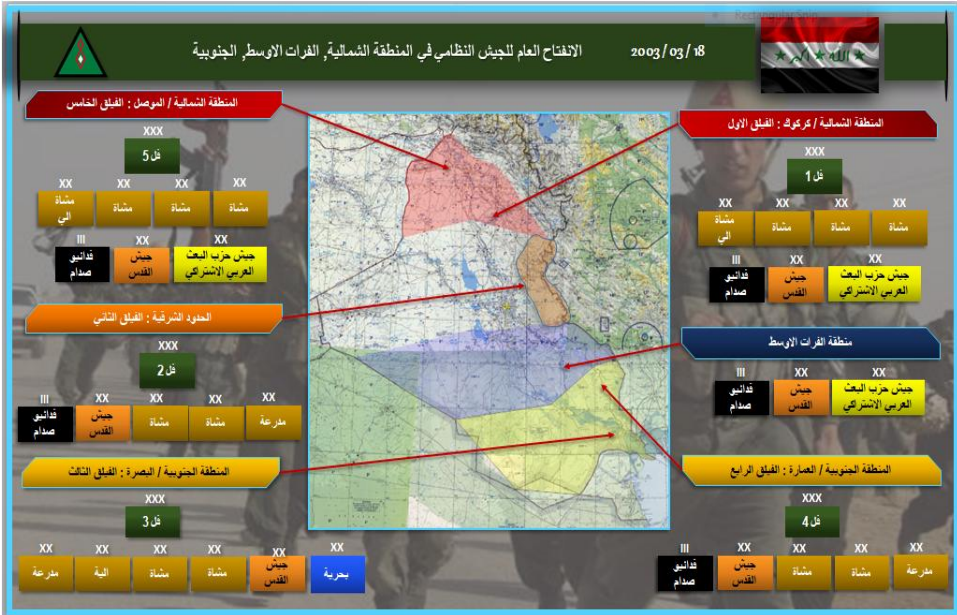 Rectangular Snip
الانفتاح العام للجيش النظامي في المنطقة الشمالية, الفرات الاوسط, الجنوبية
2003 / 03 / 18
الله اكبر
المنطقة الشمالية / كركوك : الفيلق الاول
XXX
فل 1
XX XX XX XX
مشاة
مشاة
مشاة
مشاة الي
XX XX III
جيش حزب البعث العربي الاشتراكي
جيش القدس
فدائيو صدام
المنطقة الشمالية / الموصل : الفيلق الخامس
XXX
فل 5
XX XX XX XX
مشاة
مشاة
مشاة
مشاة الي
XX XX III
جيش حزب البعث العربي الاشتراكي
جيش القدس
فدائيو صدام
منطقة الفرات الاوسط
XX XX III
جيش حزب البعث العربي الاشتراكي
جيش القدس
فدائيو صدام
الحدود الشرقية : الفيلق الثاني
XXX
فل 2
XX XX XX XX III
مدرعة
مشاة
مشاة
جيش القدس
فدائيو صدام
المنطقة الجنوبية / العمارة : الفيلق الرابع
XXX
فل 4
XX XX XX XX III
مدرعة
مشاة
مشاة
جيش القدس
فدائيو صدام
المنطقة الجنوبية / البصرة : الفيلق الثالث
XXX
فل 3
XX XX XX XX XX XX
بحرية
جيش القدس
مشاة
مشاة
الية
مدرعة